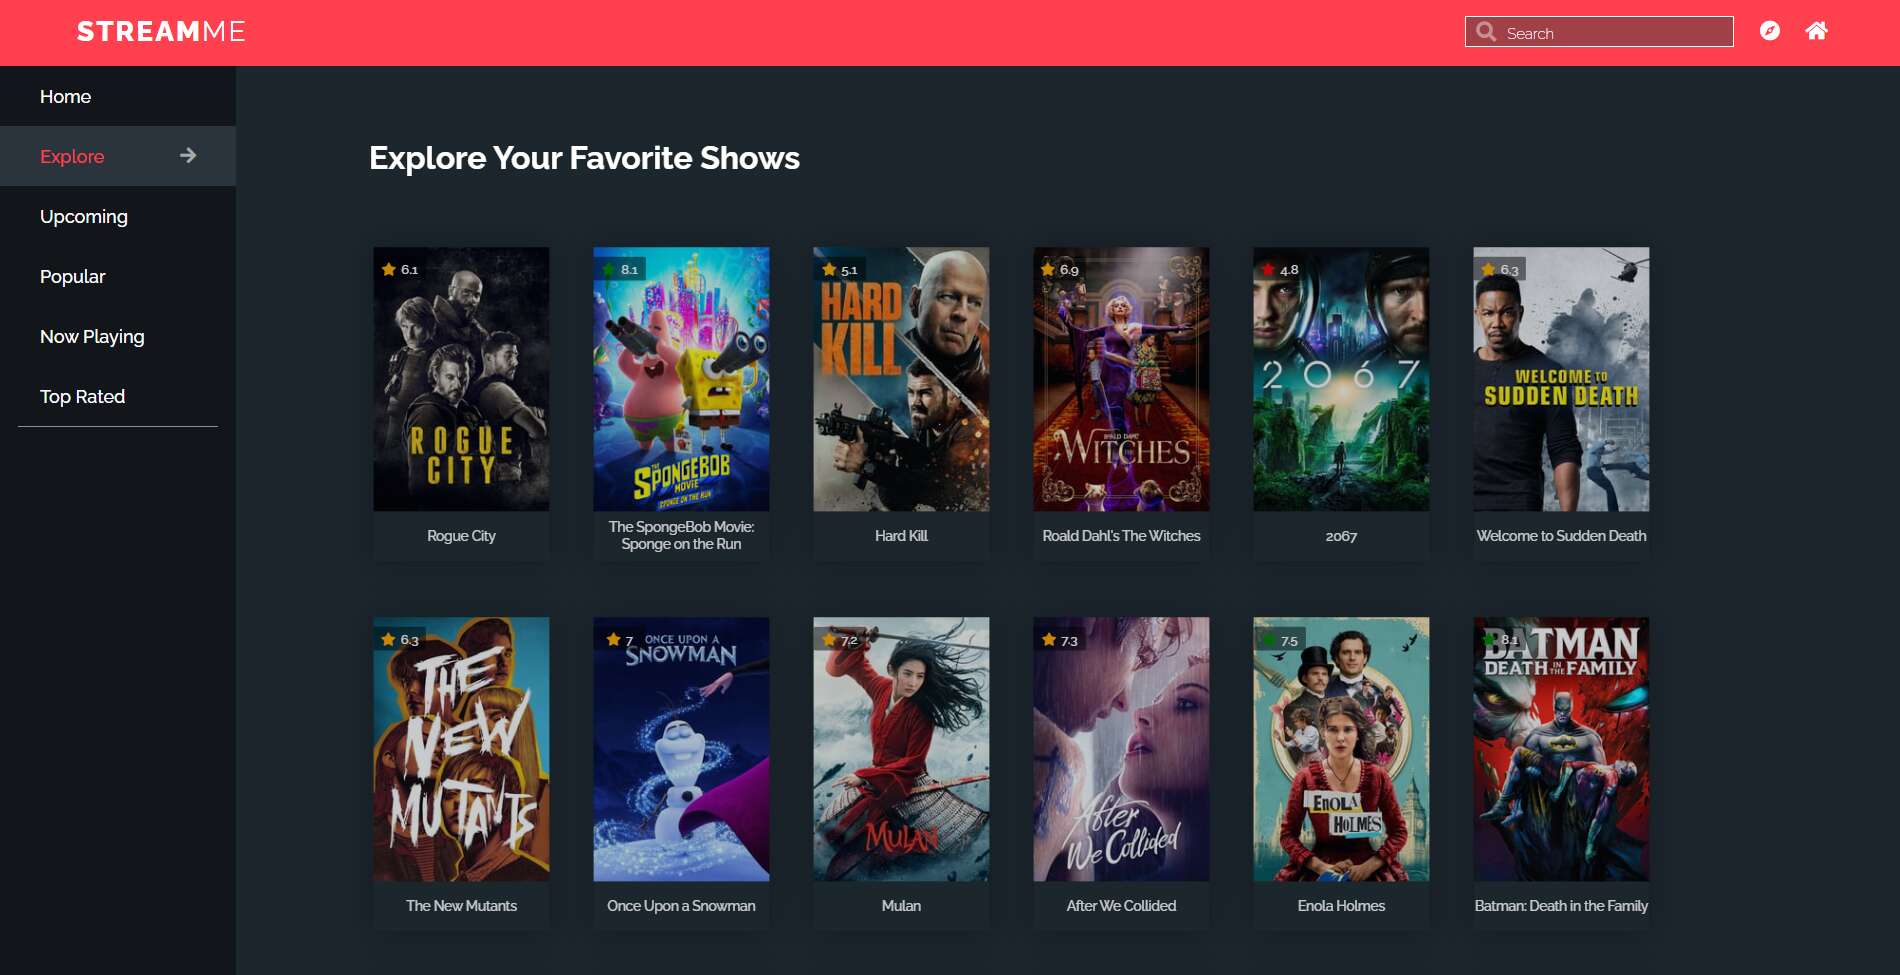 STREAMME
Search
Home
Explore
Upcoming
Popular
Now Playing
Top Rated
Explore Your Favorite Shows
6.1
ROGUE
CITY
Rogue City
8.1
THE
SPONGEBOB
MOVIE
SPONGE ON THE RUN
The SpongeBob Movie:
Sponge on the Run
5.1
HARD
KILL
Hard Kill
6.9
ROALD DAHL'S
THE
WITCHES
Roald Dahl's The Witches
4.8
2067
2067
6.3
WELCOME TO
SUDDEN DEATH
Welcome to Sudden Death
6.3
THE
NEW
MUTANTS
The New Mutants
7
ONCE UPON A
SNOWMAN
Once Upon a Snowman
7.2
MULAN
Mulan
7.3
After
We Collided
After We Collided
7.5
ENOLA
HOLMES
Enola Holmes
8.1
BATMAN
DEATH IN THE FAMILY
Batman: Death in the Family